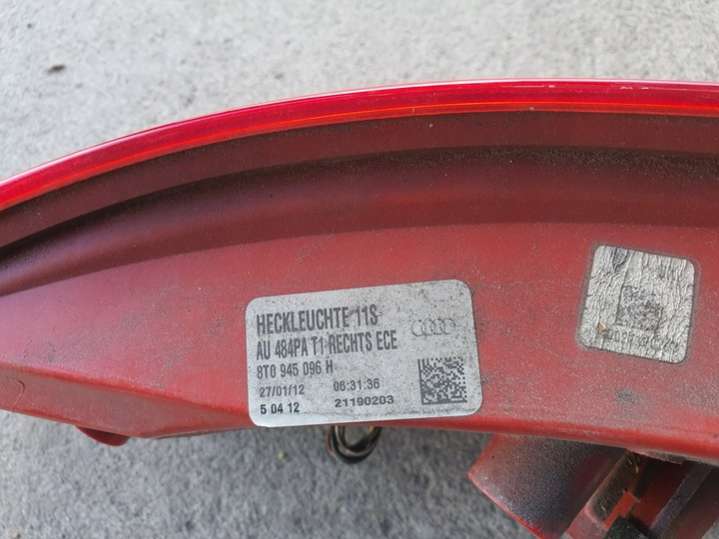 HECKLEUCHTE 11S
AU 484PA T1 RECHTS ECE
8T0 945 096 H
27/01/12 06:31:36
5 04 12 21190203